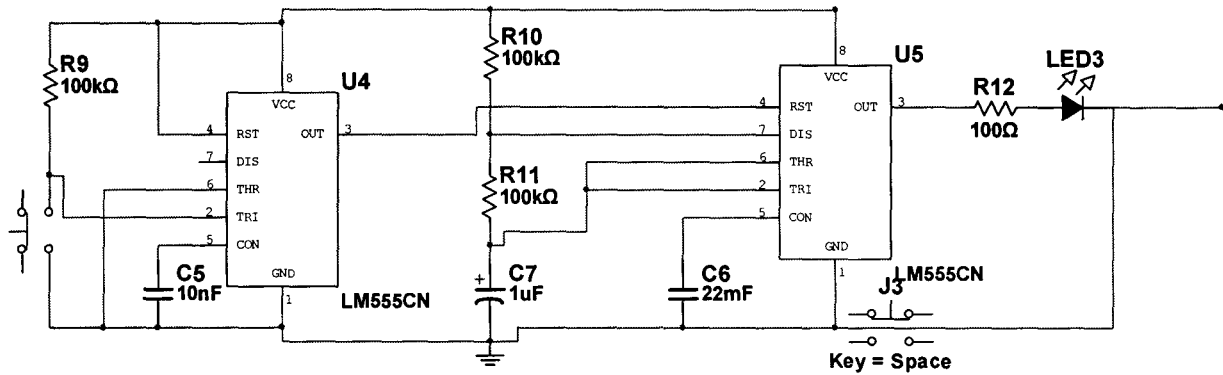 R9
100kΩ
8
VCC
U4
4
RST
OUT
3
7
DIS
6
THR
2
TRI
5
CON
GND
1
LM555CN
C5
10nF
R10
100kΩ
R11
100kΩ
+
C7
1uF
C6
22mF
8
VCC
U5
4
RST
OUT
3
7
DIS
6
THR
2
TRI
5
CON
GND
1
LM555CN
R12
100Ω
LED3
J3
Key = Space